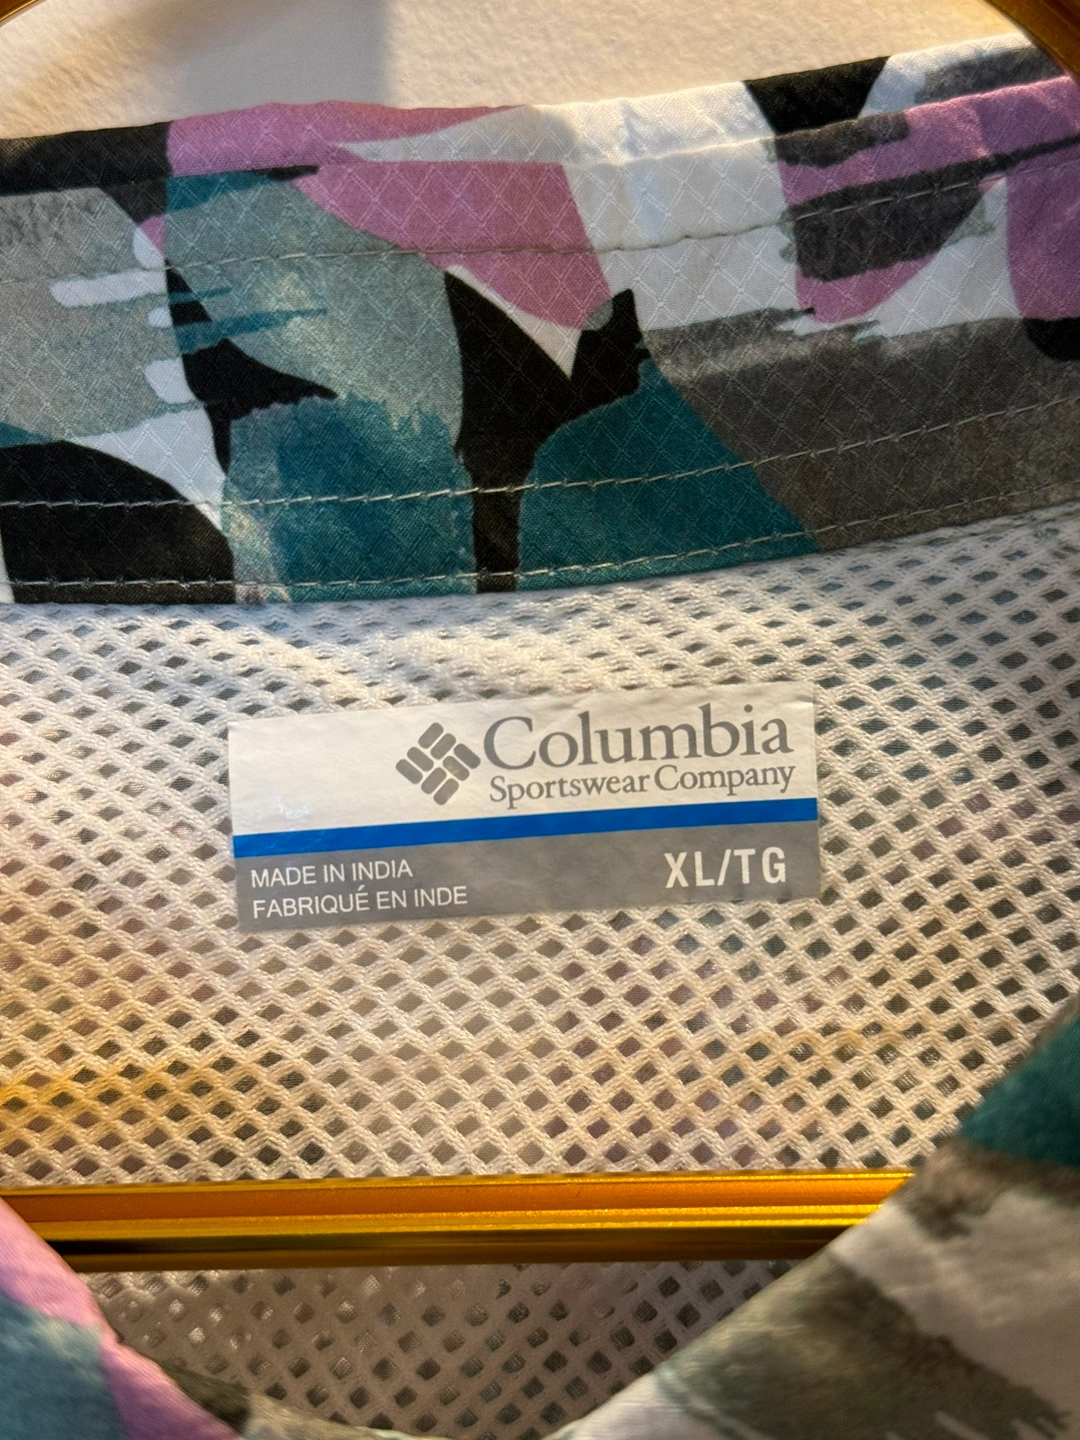 Columbia
Sportswear Company
MADE IN INDIA
FABRIQUÉ EN INDE
XL/TG